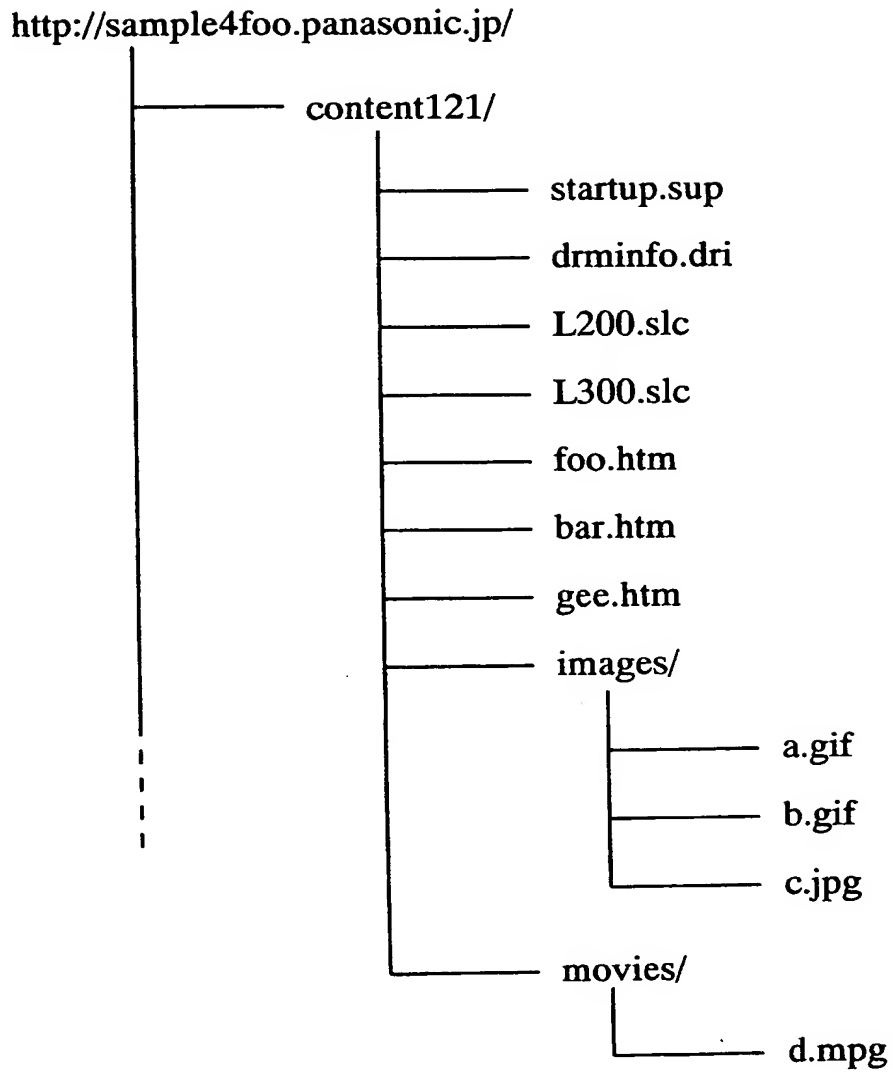 http://sample4foo.panasonic.jp/
content121/
startup.sup
drminfo.dri
L200.slc
L300.slc
foo.htm
bar.htm
gee.htm
images/
a.gif
b.gif
c.jpg
movies/
d.mpg